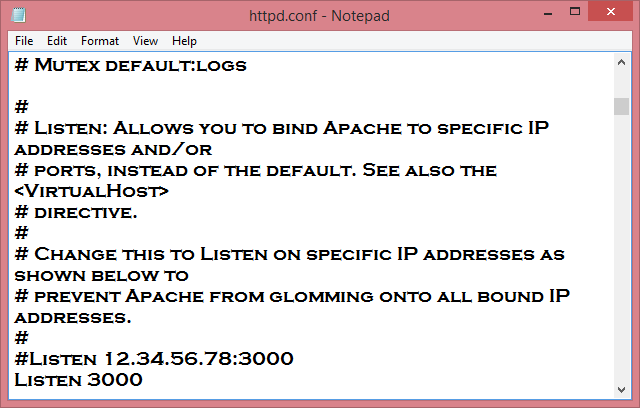 httpd.conf - Notepad
File Edit Format View Help
# Mutex default:logs
#
# Listen: Allows you to bind Apache to specific IP
addresses and/or
# ports, instead of the default. See also the
<VirtualHost>
# directive.
#
# Change this to Listen on specific IP addresses as
shown below to
# prevent Apache from glomming onto all bound IP
addresses.
#
#Listen 12.34.56.78:3000
Listen 3000